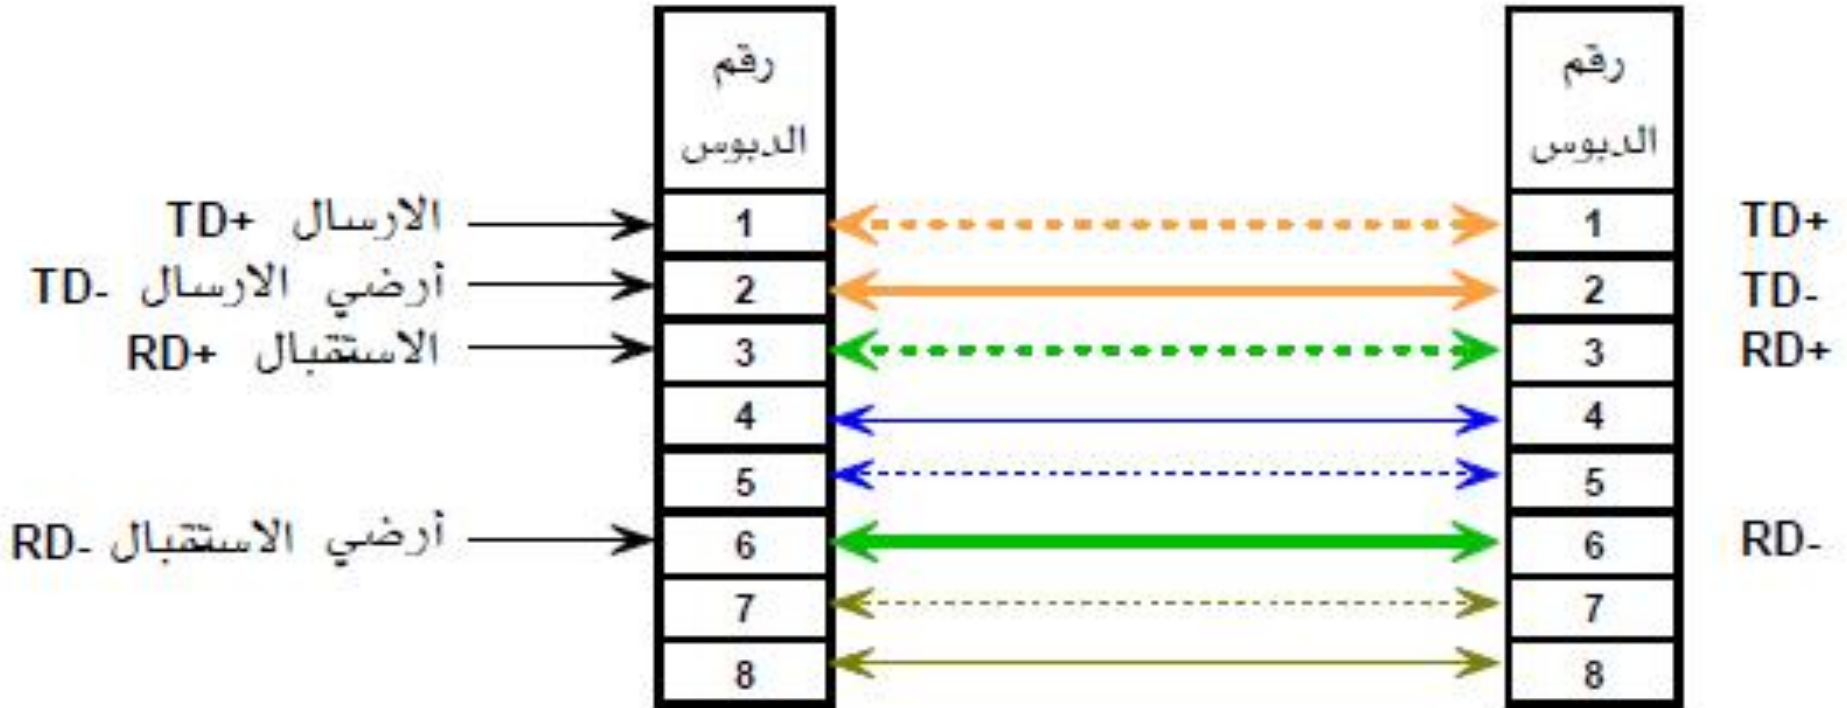 رقم
الدبوس
رقم
الدبوس
الارسال TD+
1
1
TD+
أرضي الارسال TD-
2
2
TD-
الاستقبال RD+
3
3
RD+
4
4
5
5
أرضي الاستقبال RD-
6
6
RD-
7
7
8
8